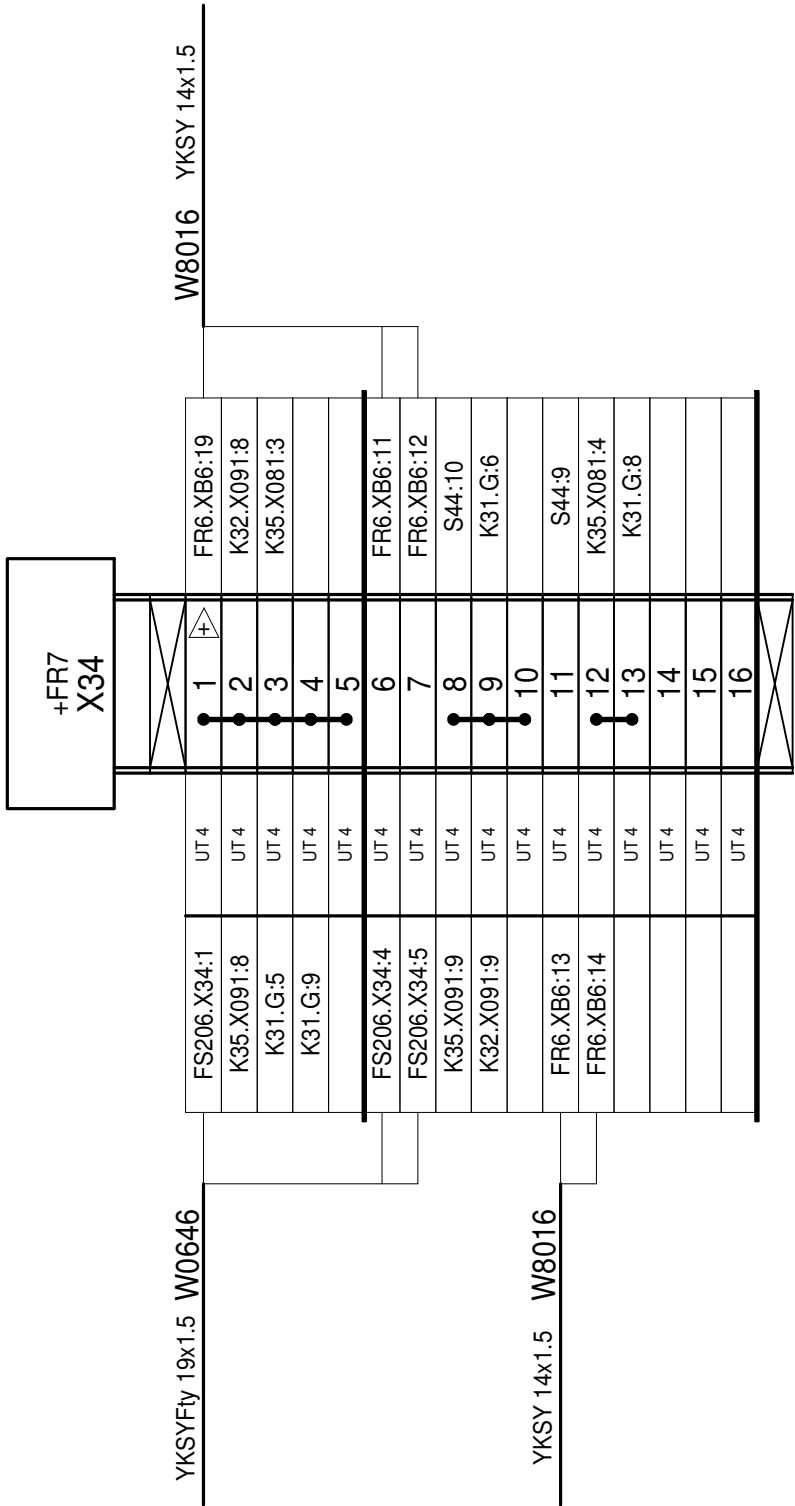 YKSY 14x1.5
W8016
+FR7
X34
FS206.X34:1 UT 4 1 + FR6.XB6:19
K35.X091:8 UT 4 2 K32.X091:8
K31.G:5 UT 4 3 K35.X081:3
K31.G:9 UT 4 4
UT 4 5
FS206.X34:4 UT 4 6 FR6.XB6:11
FS206.X34:5 UT 4 7 FR6.XB6:12
K35.X091:9 UT 4 8 S44:10
K32.X091:9 UT 4 9 K31.G:6
UT 4 10
FR6.XB6:13 UT 4 11 S44:9
FR6.XB6:14 UT 4 12 K35.X081:4
UT 4 13 K31.G:8
UT 4 14
UT 4 15
UT 4 16
YKSYFty 19x1.5 W0646
YKSY 14x1.5 W8016